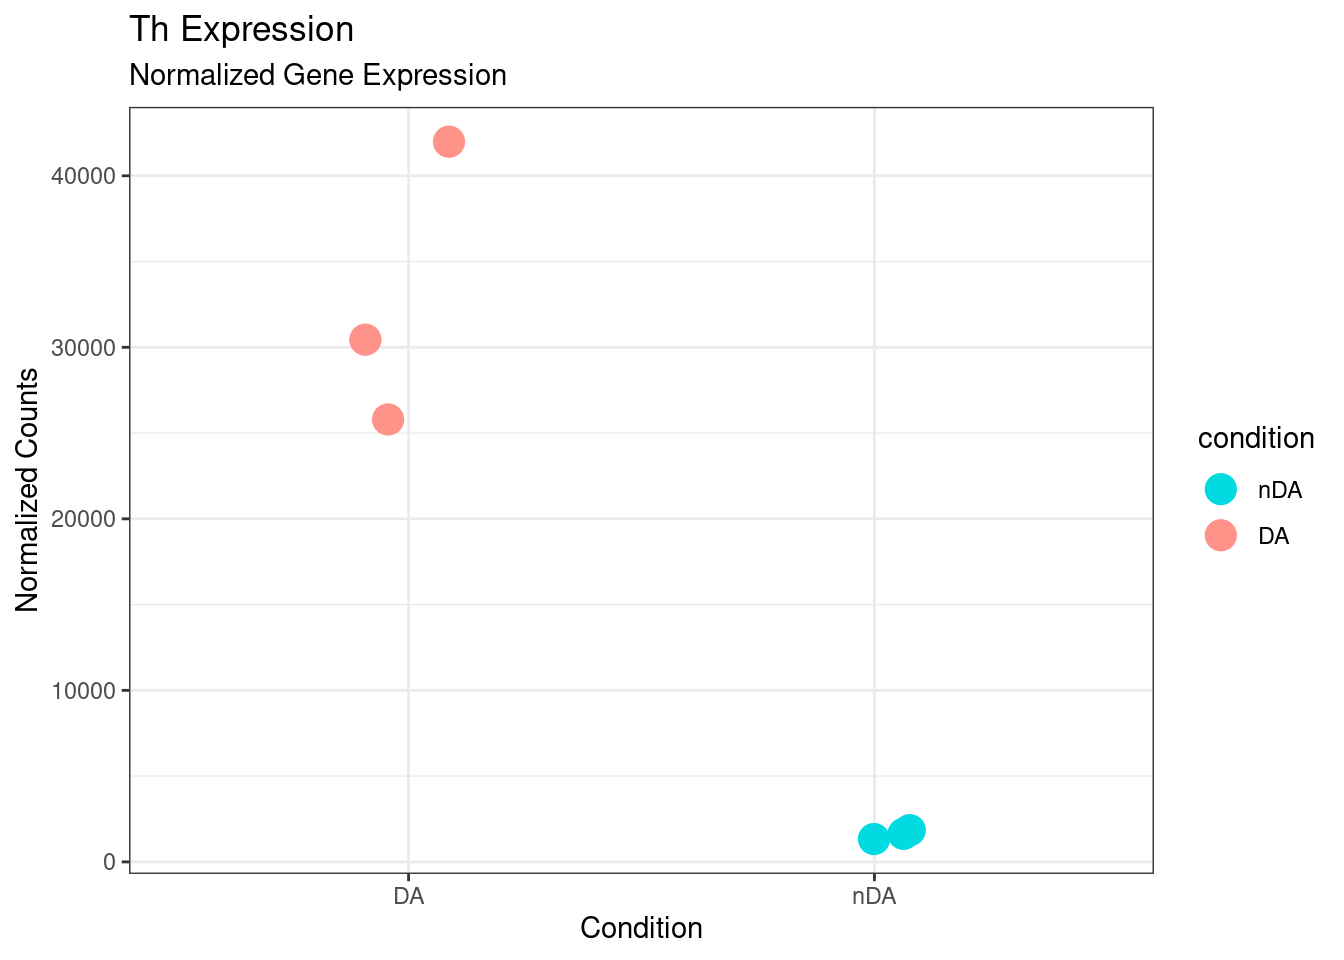 Th Expression
Normalized Gene Expression
Normalized Counts
40000
30000
20000
10000
0
DA
nDA
Condition
condition
nDA
DA